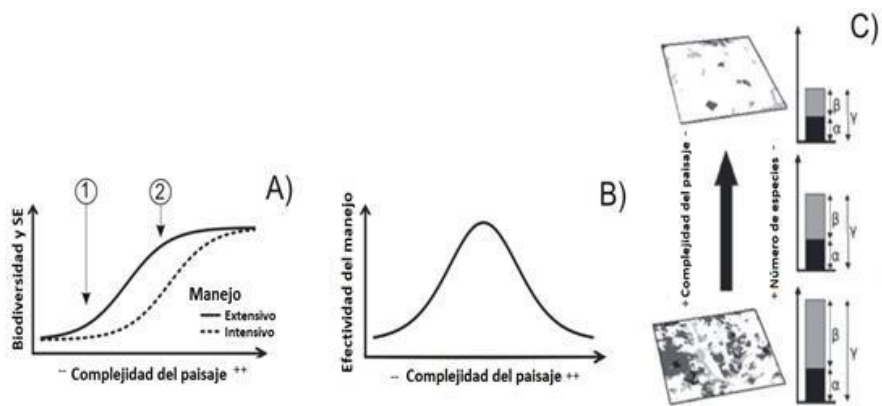 A)
1
2
Biodiversidad y SE
Manejo
Extensivo
Intensivo
-- Complejidad del paisaje ++
B)
Efectividad del manejo
-- Complejidad del paisaje ++
C)
+ Complejidad del paisaje -
+ Número de especies -
β
α
γ
β
α
γ
β
α
γ